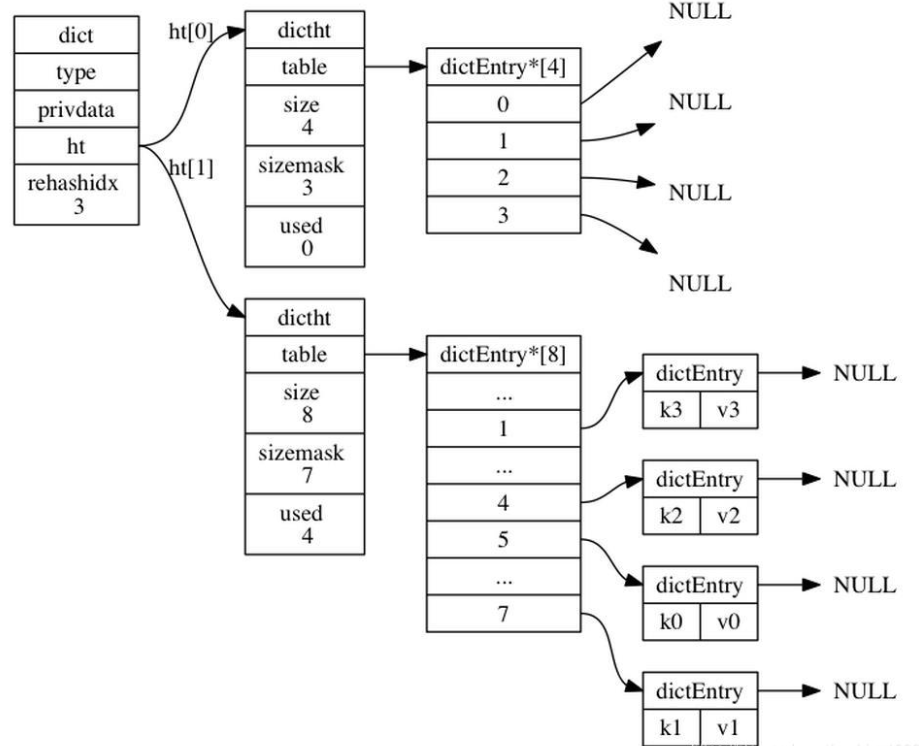 dict
type
privdata
ht
rehashidx
3
ht[0]
ht[1]
dictht
table
size
4
sizemask
3
used
0
dictEntry*[4]
0
1
2
3
NULL
NULL
NULL
NULL
dictht
table
size
8
sizemask
7
used
4
dictEntry*[8]
...
1
...
4
5
...
7
dictEntry
k3 v3
NULL
dictEntry
k2 v2
NULL
dictEntry
k0 v0
NULL
dictEntry
k1 v1
NULL